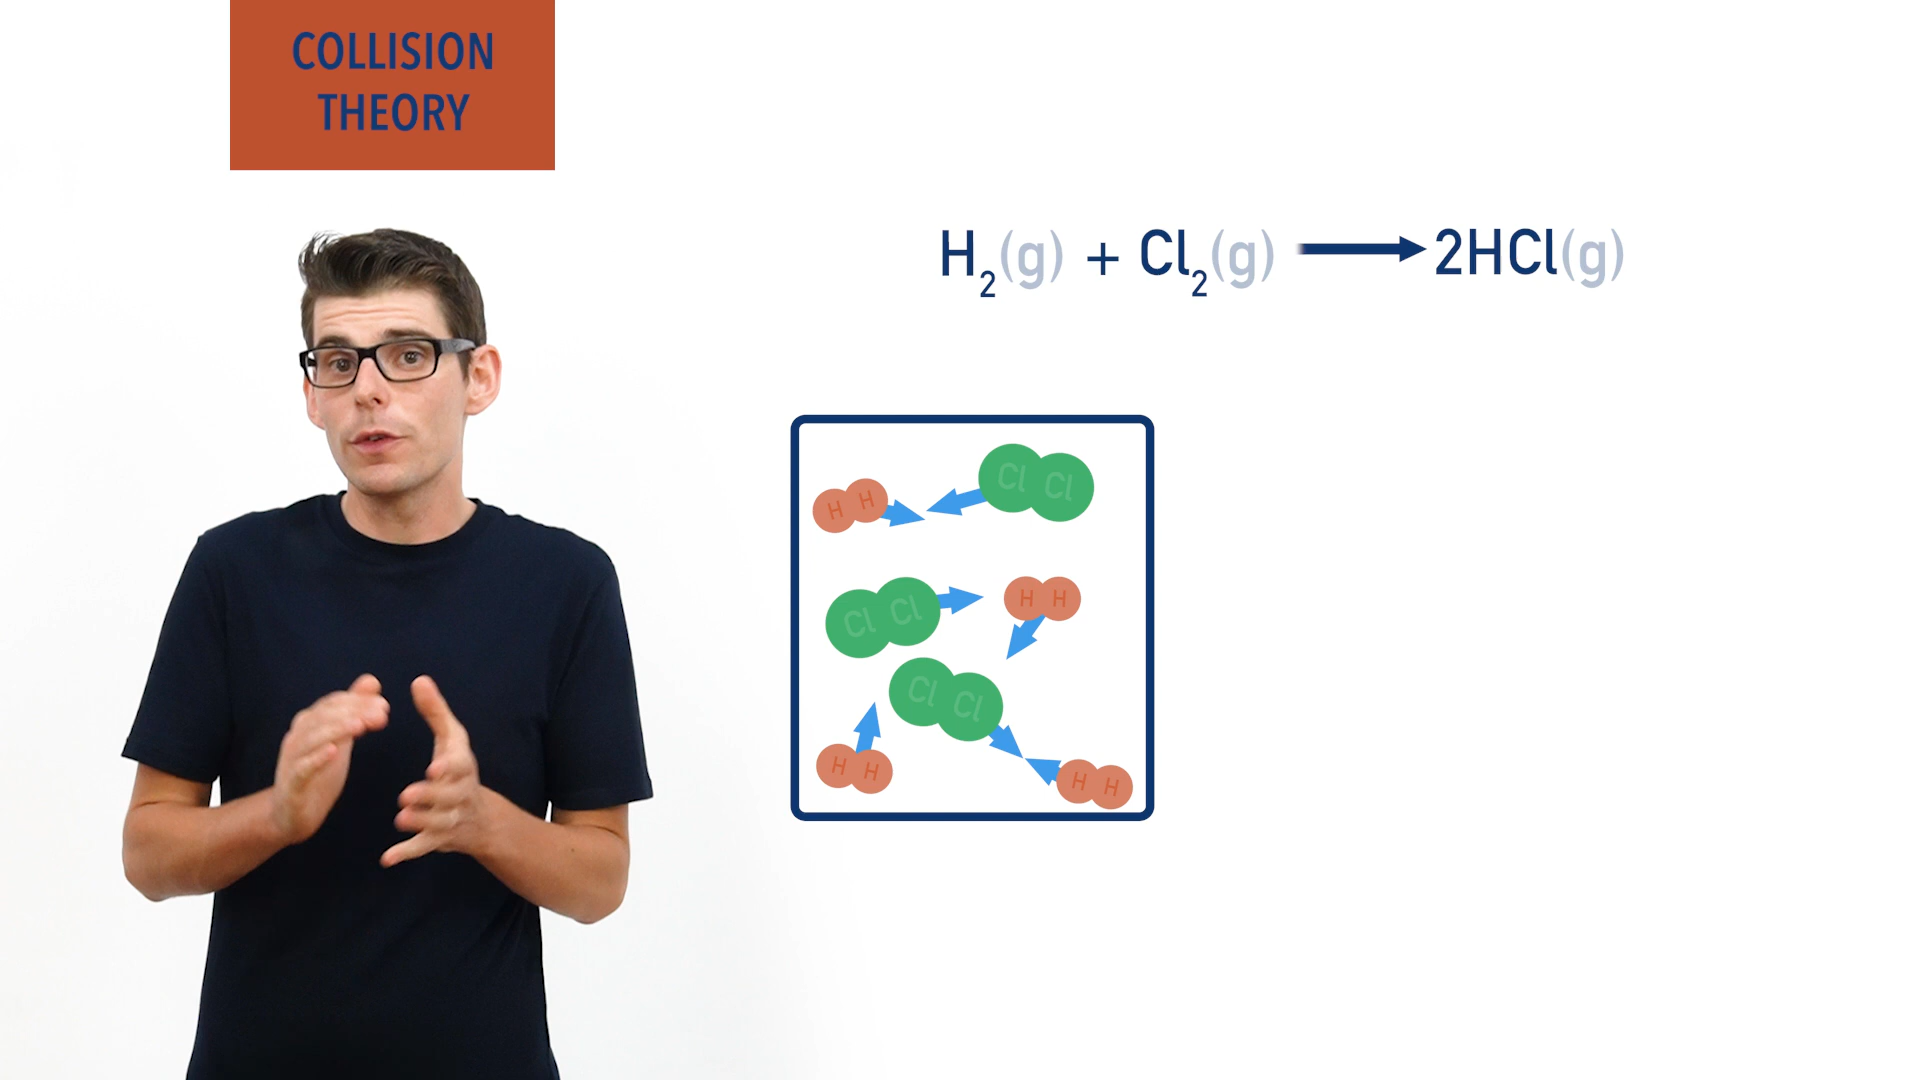 COLLISION
THEORY
H₂(g) + Cl₂(g) ⟶ 2HCl(g)
H H
Cl Cl
Cl Cl
H H
Cl Cl
H H
H H